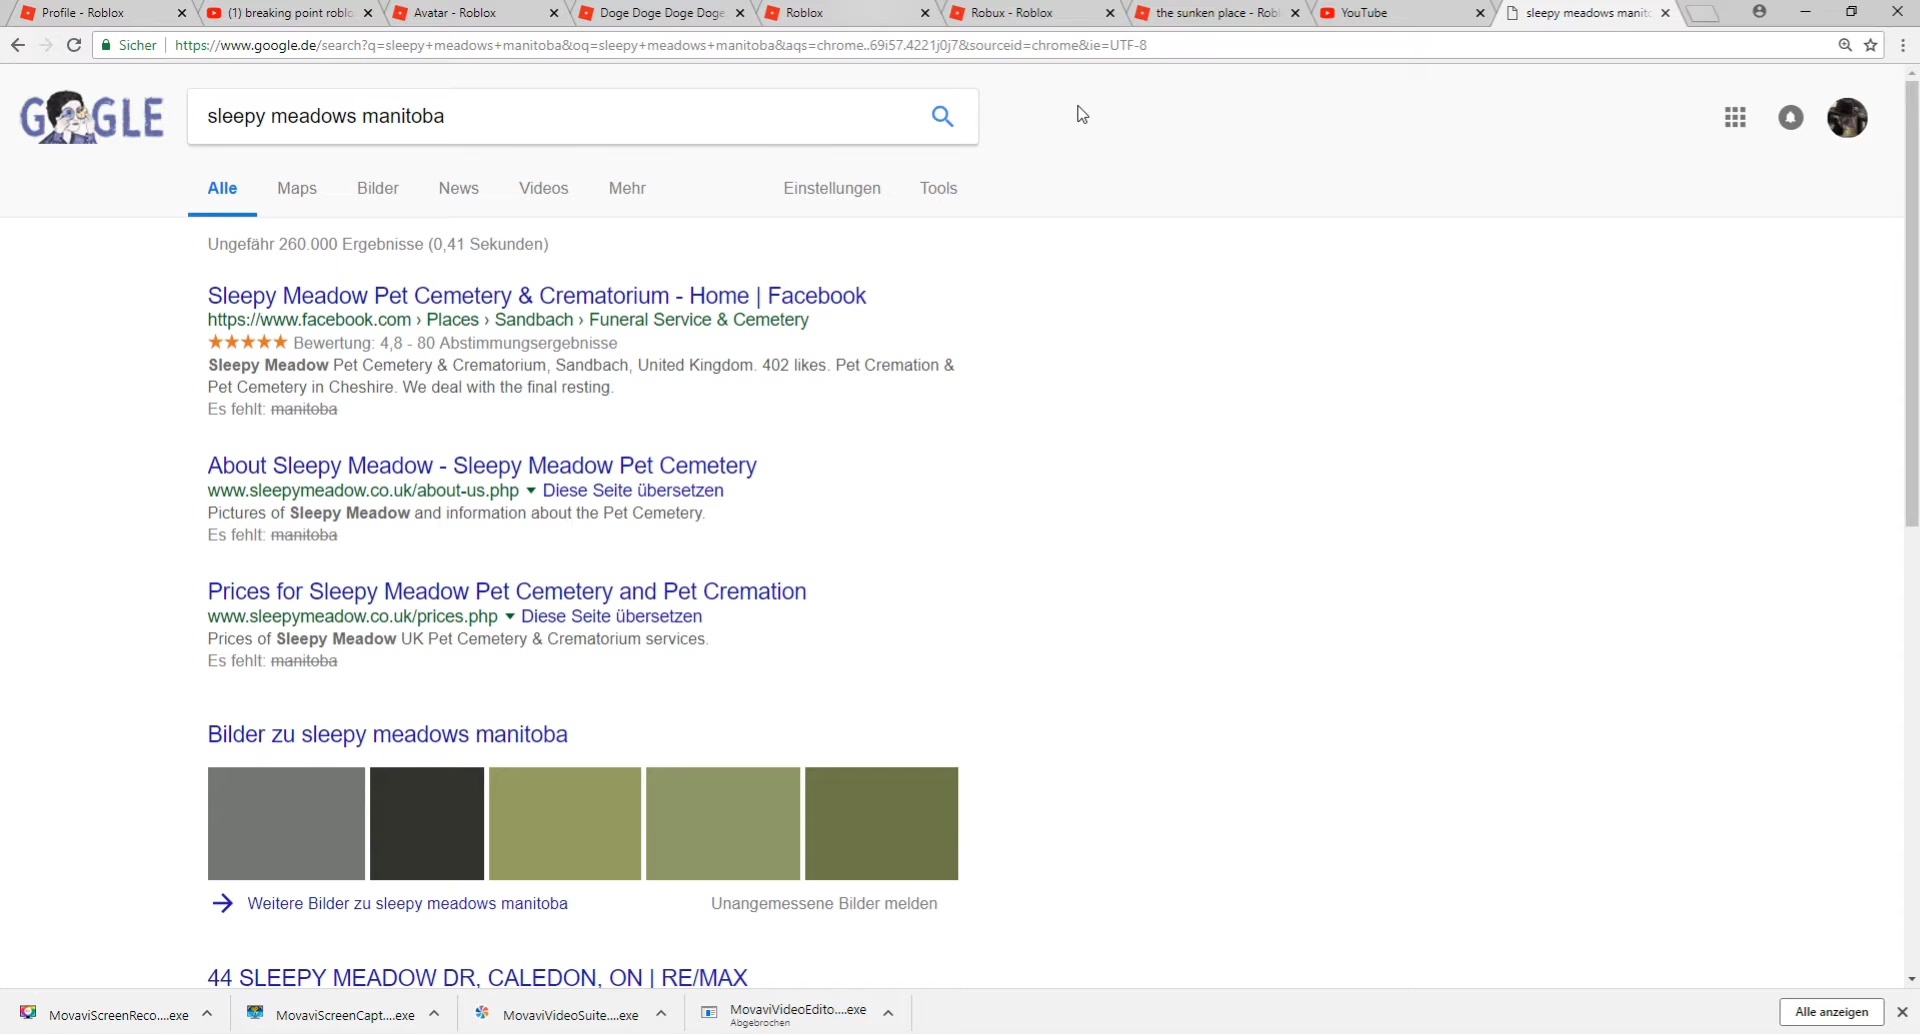 Profile - Roblox
(1) breaking point roblo
Avatar - Roblox
Doge Doge Doge Doge
Roblox
Robux - Roblox
the sunken place - Rob
YouTube
sleepy meadows manito
Sicher
https://www.google.de/search?q=sleepy+meadows+manitoba&oq=sleepy+meadows+manitoba&aqs=chrome..69i57.4221j0j7&sourceid=chrome&ie=UTF-8
GOOGLE
sleepy meadows manitoba
Alle
Maps
Bilder
News
Videos
Mehr
Einstellungen
Tools
Ungefähr 260.000 Ergebnisse (0,41 Sekunden)
Sleepy Meadow Pet Cemetery & Crematorium - Home | Facebook
https://www.facebook.com › Places › Sandbach › Funeral Service & Cemetery
★★★★★ Bewertung: 4,8 - 80 Abstimmungsergebnisse
Sleepy Meadow Pet Cemetery & Crematorium, Sandbach, United Kingdom. 402 likes. Pet Cremation &
Pet Cemetery in Cheshire. We deal with the final resting.
Es fehlt: manitoba
About Sleepy Meadow - Sleepy Meadow Pet Cemetery
www.sleepymeadow.co.uk/about-us.php ▾ Diese Seite übersetzen
Pictures of Sleepy Meadow and information about the Pet Cemetery.
Es fehlt: manitoba
Prices for Sleepy Meadow Pet Cemetery and Pet Cremation
www.sleepymeadow.co.uk/prices.php ▾ Diese Seite übersetzen
Prices of Sleepy Meadow UK Pet Cemetery & Crematorium services.
Es fehlt: manitoba
Bilder zu sleepy meadows manitoba
Weitere Bilder zu sleepy meadows manitoba
Unangemessene Bilder melden
44 SLEEPY MEADOW DR, CALEDON, ON | RE/MAX
MovaviScreenReco....exe
MovaviScreenCapt....exe
MovaviVideoSuite....exe
MovaviVideoEdito....exe
Abgebrochen
Alle anzeigen